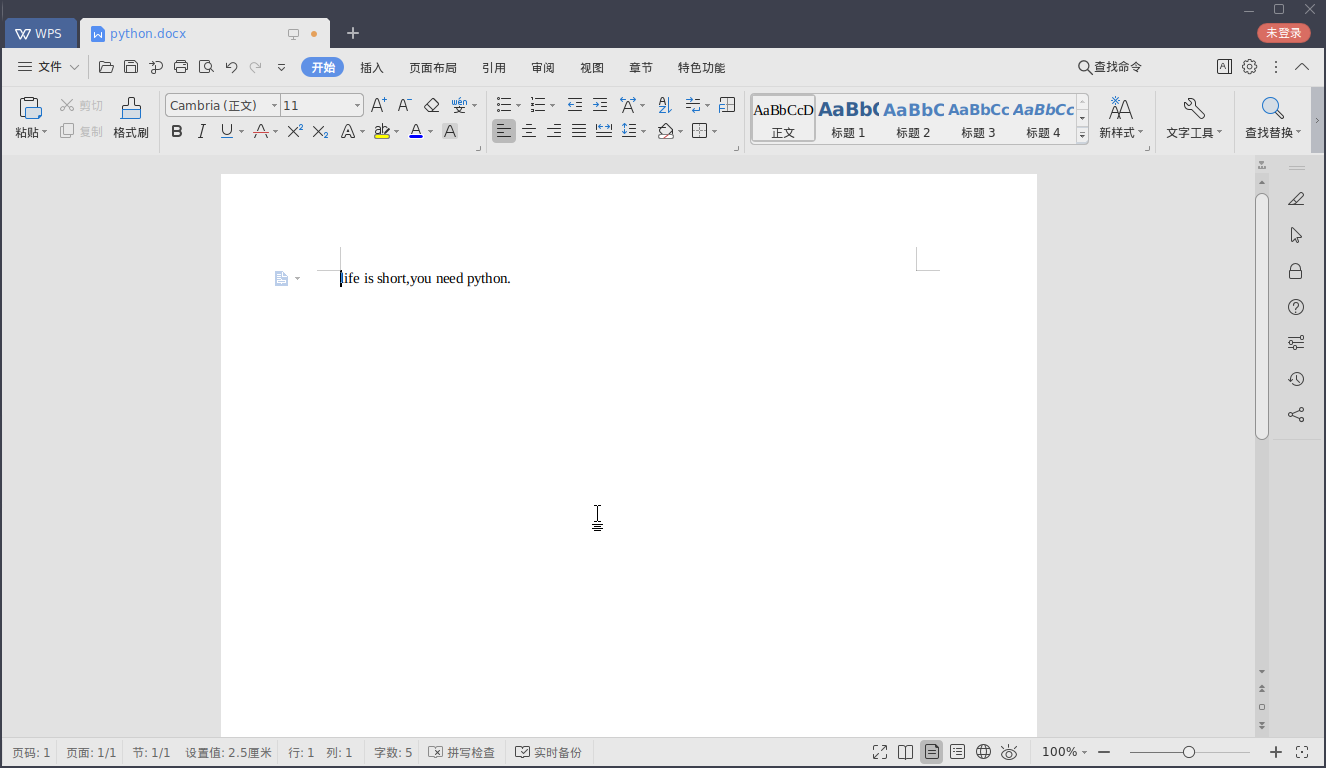 WPS
python.docx
未登录
文件
开始
插入
页面布局
引用
审阅
视图
章节
特色功能
查找命令
粘贴
剪切
复制
格式刷
Cambria (正文)
11
wén
文
AaBbCcD
正文
AaBb(
标题 1
AaBbC
标题 2
AaBbCc
标题 3
AaBbCc
标题 4
新样式
文字工具
查找替换
life is short,you need python.
页码: 1
页面: 1/1
节: 1/1
设置值: 2.5厘米
行: 1
列: 1
字数: 5
拼写检查
实时备份
100%